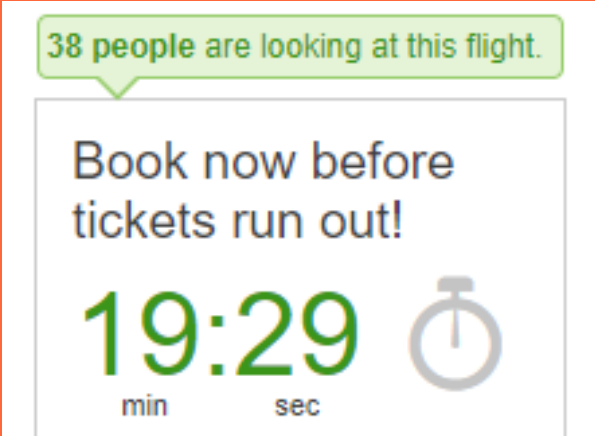 38 people are looking at this flight.
Book now before
tickets run out!
19:29
min sec